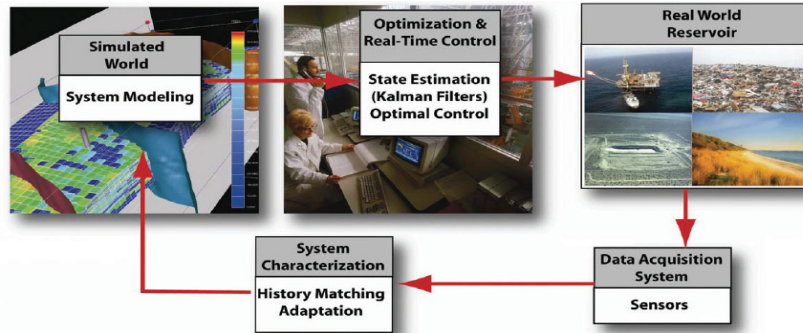 Simulated
World
System Modeling
Optimization &
Real-Time Control
State Estimation
(Kalman Filters)
Optimal Control
Real World
Reservoir
Data Acquisition
System
Sensors
System
Characterization
History Matching
Adaptation